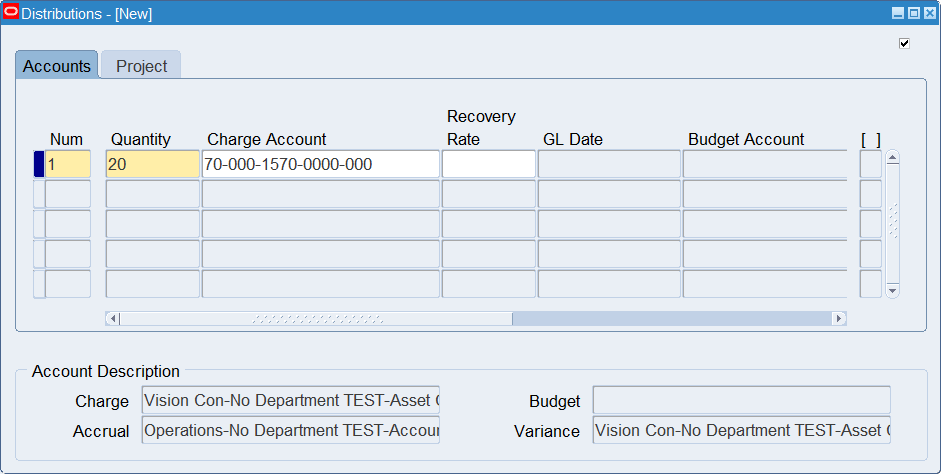 Distributions - [New]
Accounts Project
Recovery
Num Quantity Charge Account Rate GL Date Budget Account [ ]
1 20 70-000-1570-0000-000
Account Description
Charge Vision Con-No Department TEST-Asset Budget
Accrual Operations-No Department TEST-Accou Variance Vision Con-No Department TEST-Asset